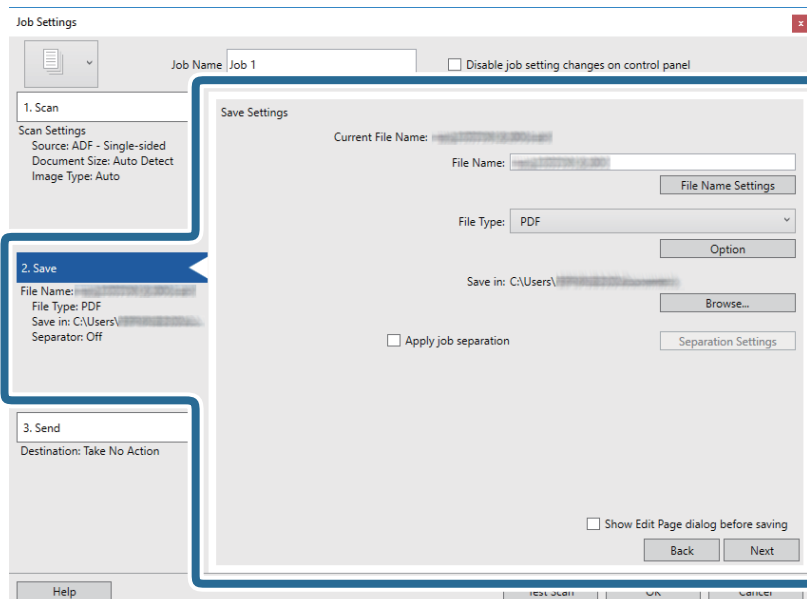 Job Settings
x
Job Name Job 1
Disable job setting changes on control panel
1. Scan
Scan Settings
Source: ADF - Single-sided
Document Size: Auto Detect
Image Type: Auto
2. Save
File Name:
File Type: PDF
Save in: C:\Users\
Separator: Off
3. Send
Destination: Take No Action
Save Settings
Current File Name:
File Name:
File Name Settings
File Type: PDF
Option
Save in: C:\Users\
Browse...
Apply job separation
Separation Settings
Show Edit Page dialog before saving
Back Next
Help Test Scan OK Cancel